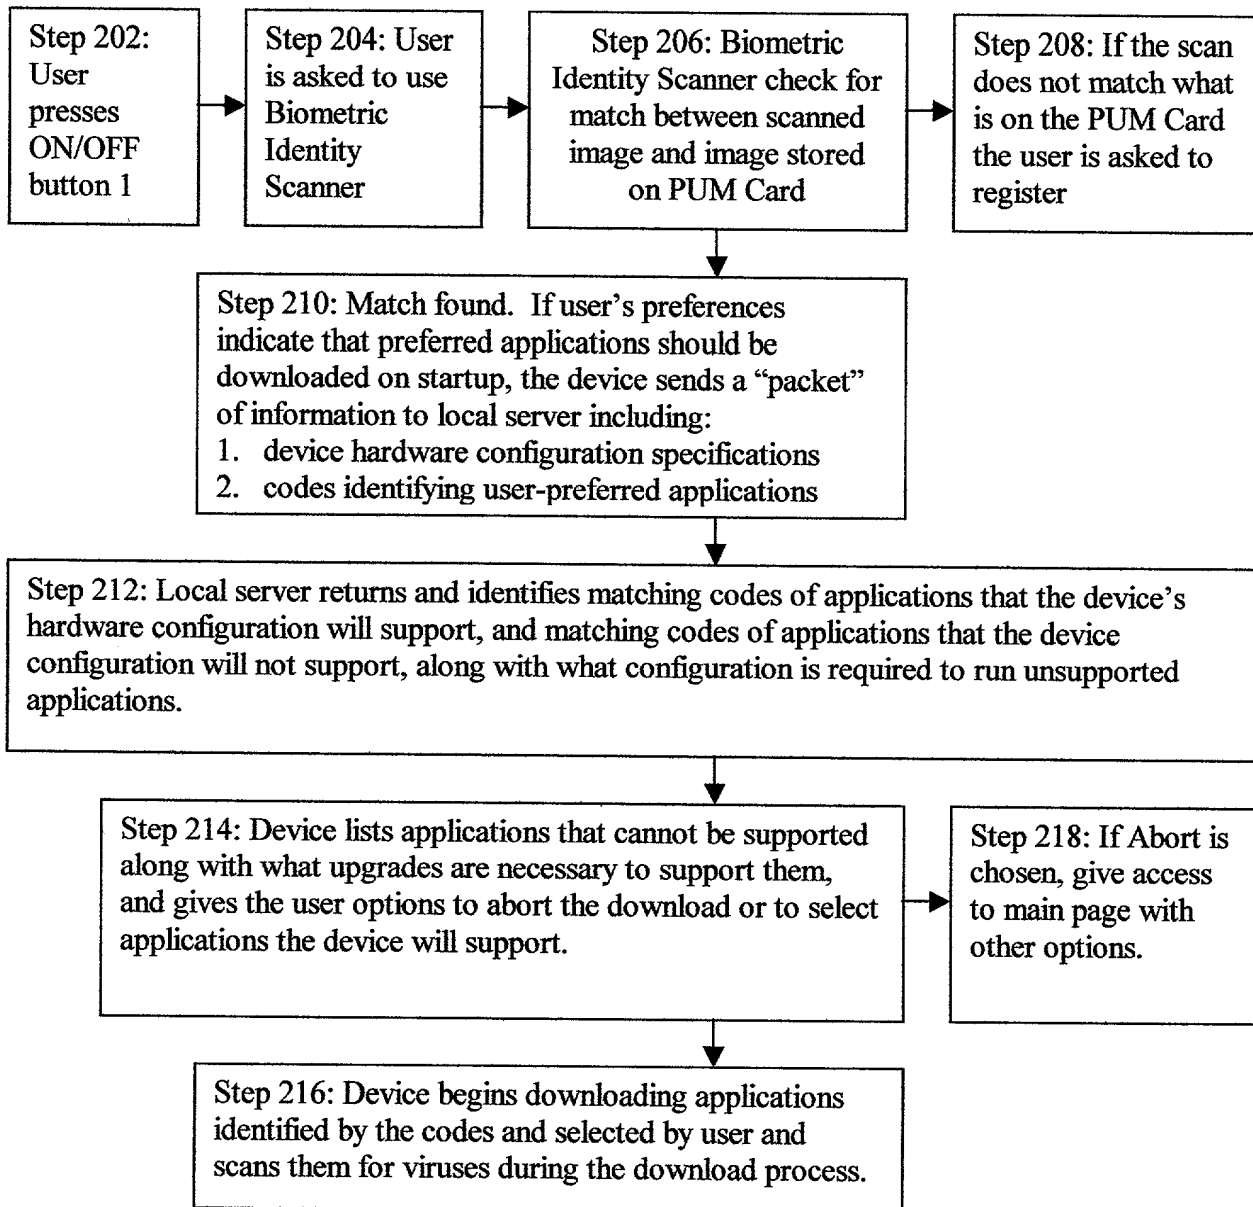 Step 202:
User
presses
ON/OFF
button 1
Step 204: User
is asked to use
Biometric
Identity
Scanner
Step 206: Biometric
Identity Scanner check for
match between scanned
image and image stored
on PUM Card
Step 208: If the scan
does not match what
is on the PUM Card
the user is asked to
register
Step 210: Match found.  If user's preferences
indicate that preferred applications should be
downloaded on startup, the device sends a “packet”
of information to local server including:
1. device hardware configuration specifications
2. codes identifying user-preferred applications
Step 212: Local server returns and identifies matching codes of applications that the device's
hardware configuration will support, and matching codes of applications that the device
configuration will not support, along with what configuration is required to run unsupported
applications.
Step 214: Device lists applications that cannot be supported
along with what upgrades are necessary to support them,
and gives the user options to abort the download or to select
applications the device will support.
Step 218: If Abort is
chosen, give access
to main page with
other options.
Step 216: Device begins downloading applications
identified by the codes and selected by user and
scans them for viruses during the download process.